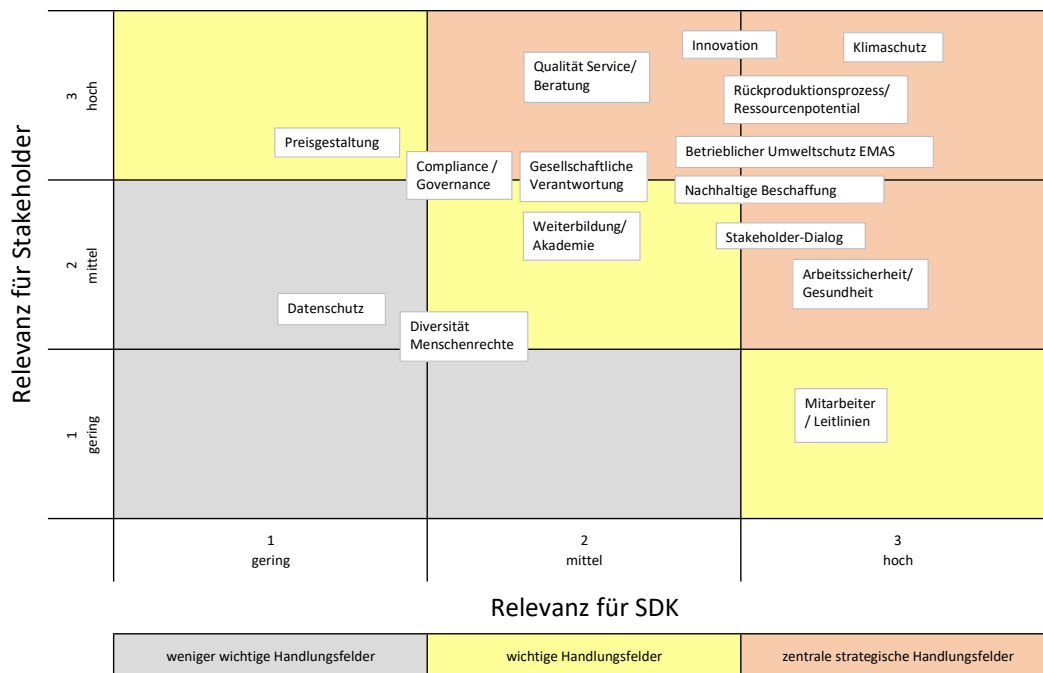 Relevanz für Stakeholder
3
hoch
2
mittel
1
gering
Innovation
Klimaschutz
Qualität Service/
Beratung
Rückproduktionsprozess/
Ressourcenpotential
Preisgestaltung
Betrieblicher Umweltschutz EMAS
Compliance /
Governance
Gesellschaftliche
Verantwortung
Nachhaltige Beschaffung
Weiterbildung/
Akademie
Stakeholder-Dialog
Arbeitssicherheit/
Gesundheit
Datenschutz
Diversität
Menschenrechte
Mitarbeiter
/ Leitlinien
1
gering
2
mittel
3
hoch
Relevanz für SDK
weniger wichtige Handlungsfelder
wichtige Handlungsfelder
zentrale strategische Handlungsfelder